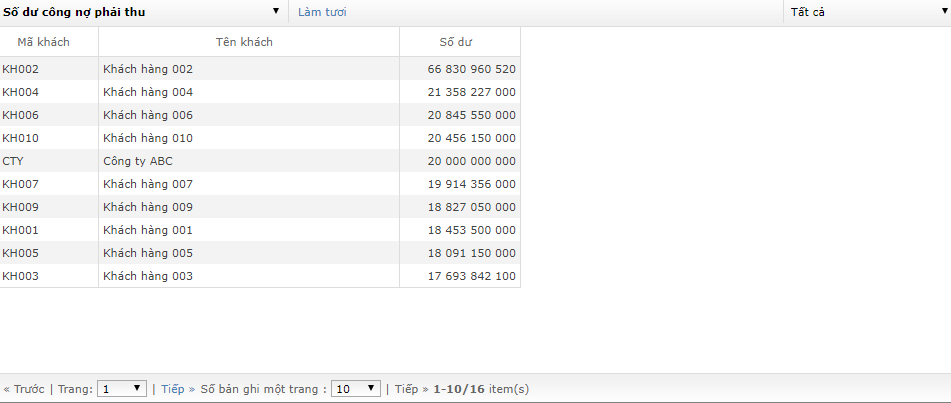 Số dư công nợ phải thu Làm tươi Tất cả
Mã khách Tên khách Số dư
KH002 Khách hàng 002 66 830 960 520
KH004 Khách hàng 004 21 358 227 000
KH006 Khách hàng 006 20 845 550 000
KH010 Khách hàng 010 20 456 150 000
CTY Công ty ABC 20 000 000 000
KH007 Khách hàng 007 19 914 356 000
KH009 Khách hàng 009 18 827 050 000
KH001 Khách hàng 001 18 453 500 000
KH005 Khách hàng 005 18 091 150 000
KH003 Khách hàng 003 17 693 842 100
« Trước | Trang: 1 | Tiếp » Số bản ghi một trang : 10 | Tiếp » 1-10/16 item(s)